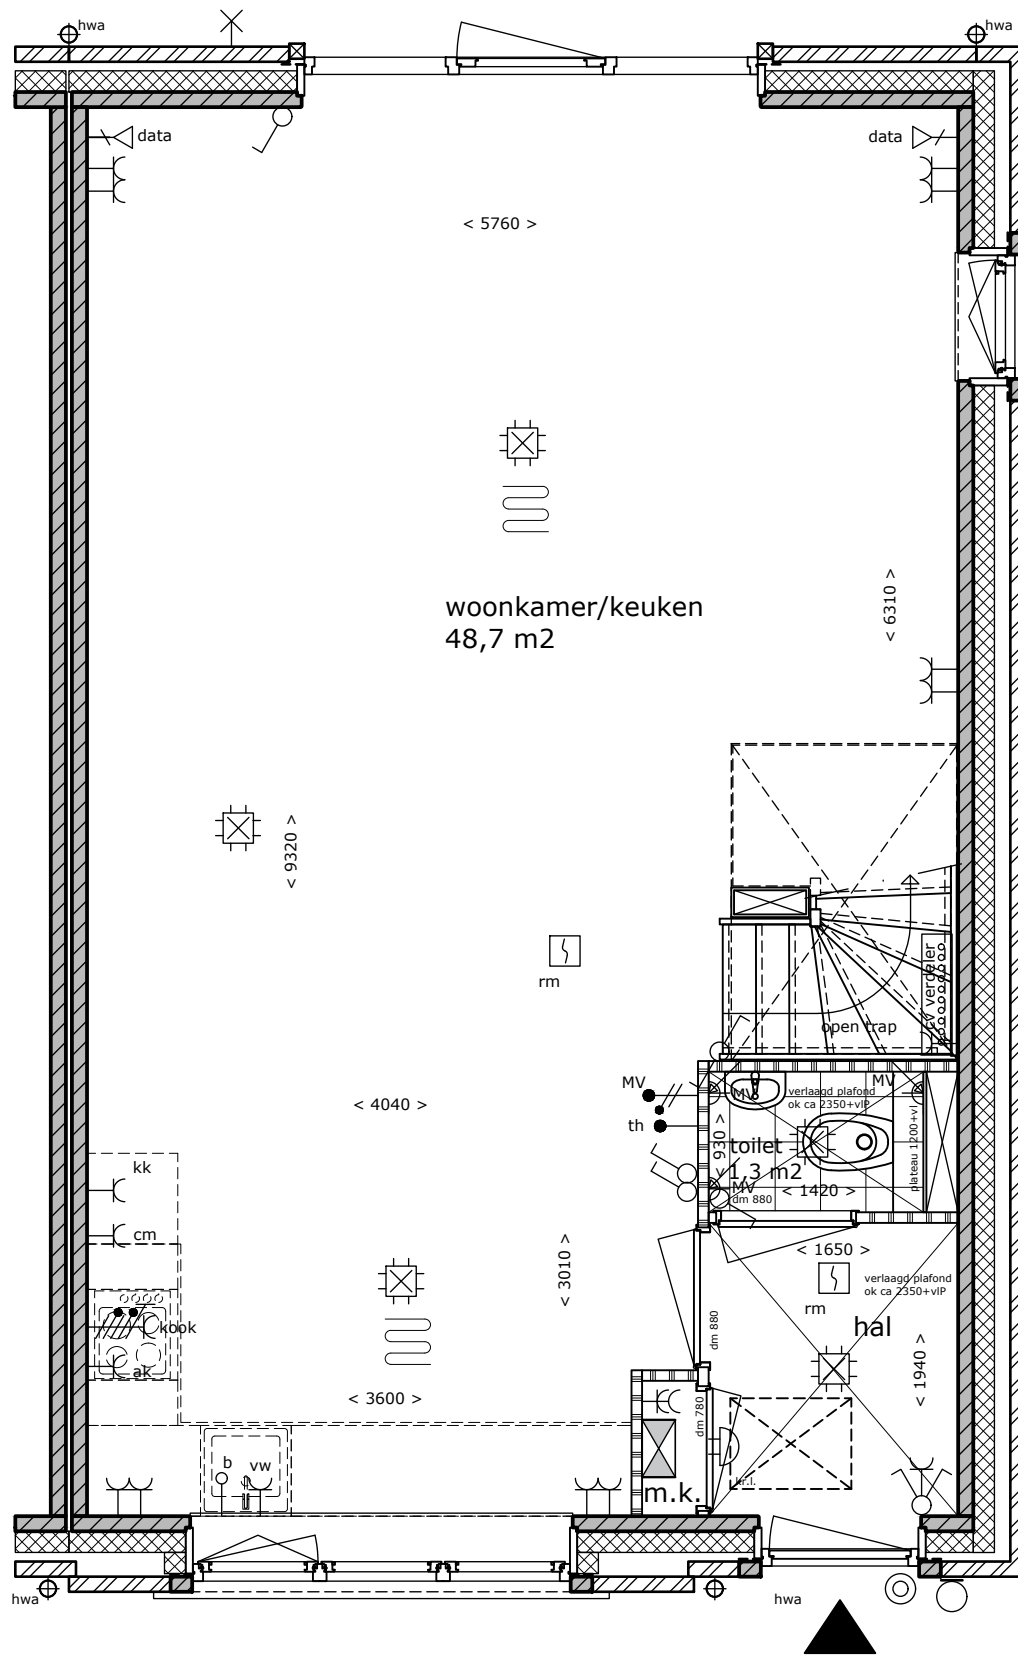 hwa
hwa
data
data
< 5760 >
woonkamer/keuken
48,7 m2
< 6310 >
< 9320 >
rm
cv verdeler
open trap
MV
MV
MV
verlaagd plafond
ok ca 2350+vlP
< 4040 >
th
< 930 >
toilet
1,3 m2
plateau 1200+vl
MV
dm 880
< 1420 >
kk
cm
< 3010 >
< 1650 >
verlaagd plafond
ok ca 2350+vlP
rm
hal
dm 880
kook
ak
< 1940 >
< 3600 >
dm 780
b
vw
kr.l.
m.k.
hwa
hwa